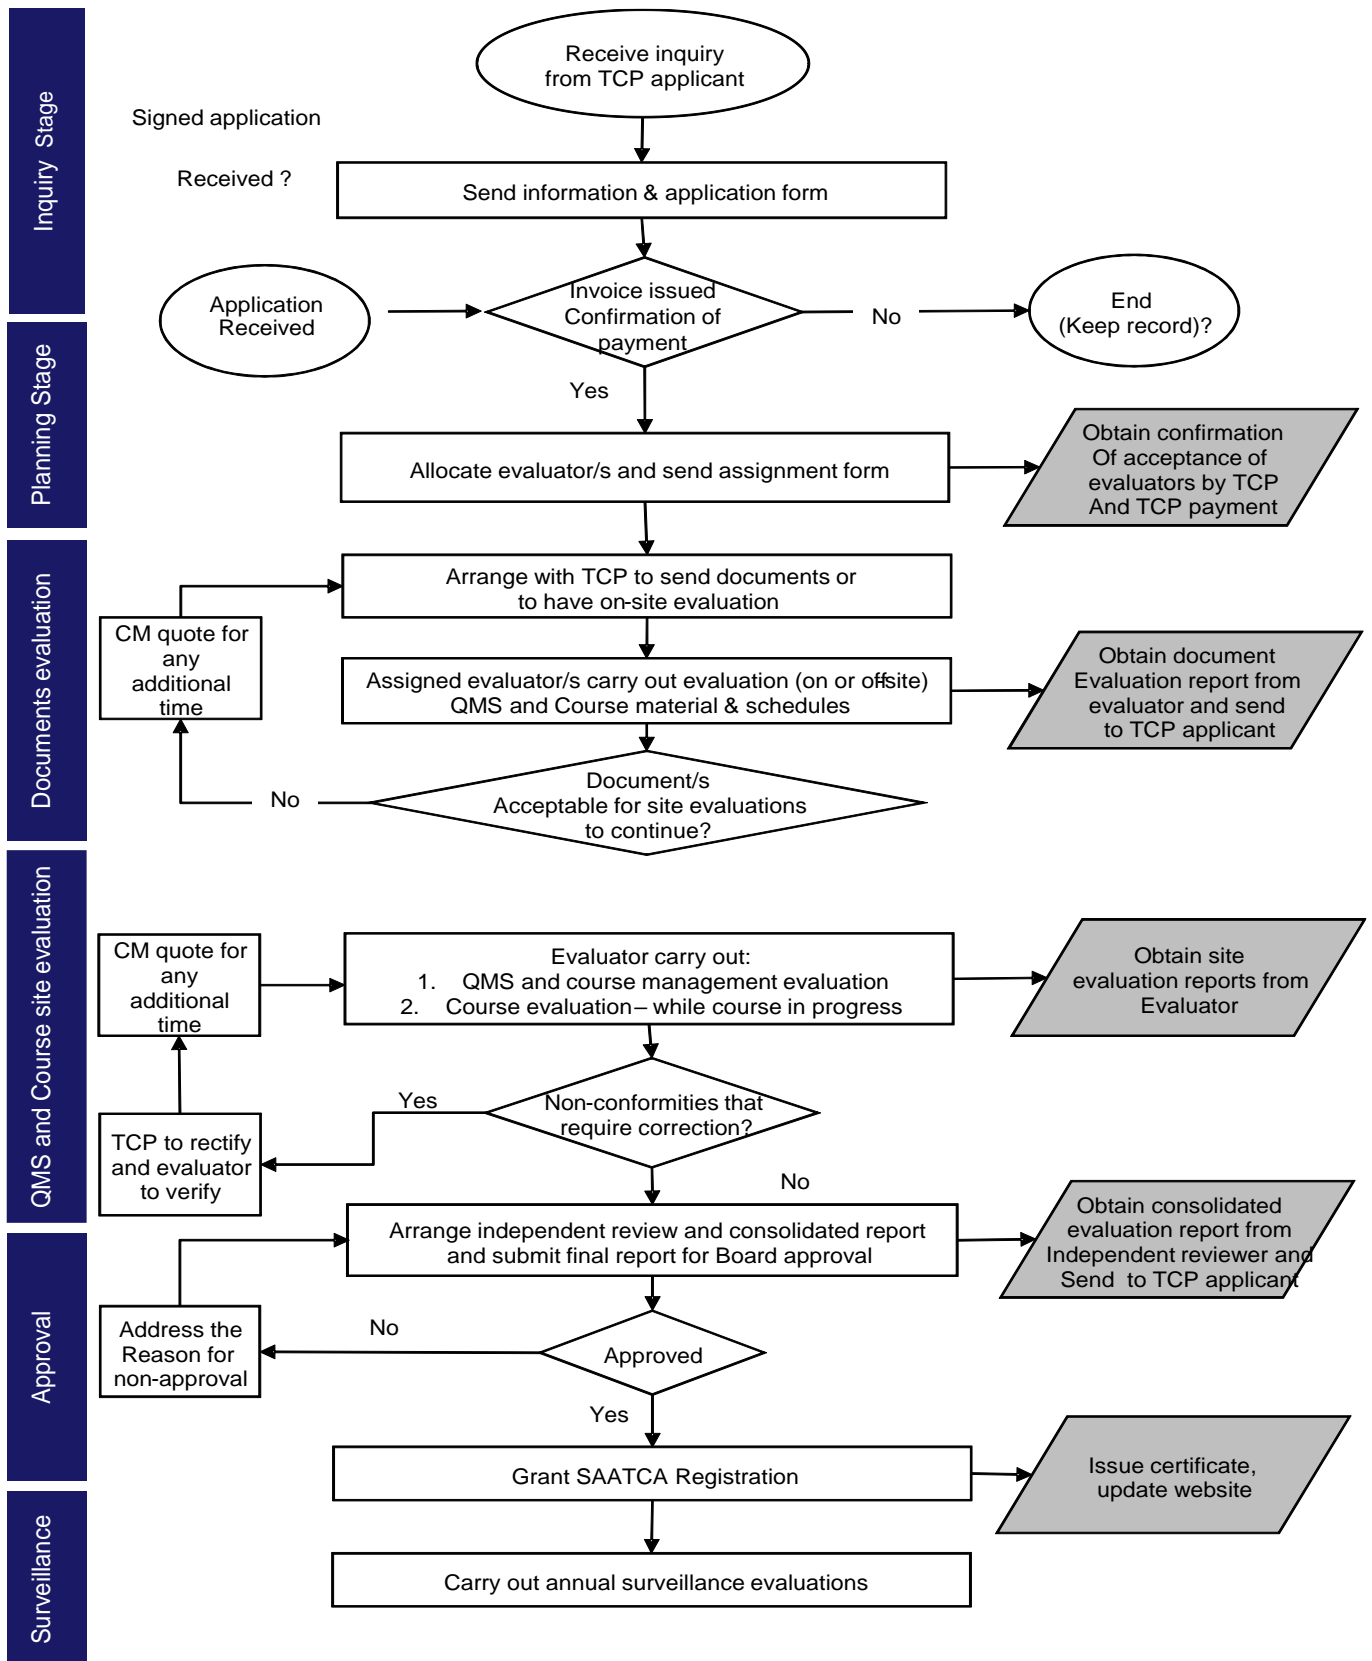 Inquiry Stage
Receive inquiry
from TCP applicant
Signed application
Received ?
Send information & application form
Application
Received
Invoice issued
Confirmation of
payment
No
End
(Keep record)?
Yes
Planning Stage
Allocate evaluator/s and send assignment form
Obtain confirmation
Of acceptance of
evaluators by TCP
And TCP payment
Documents evaluation
Arrange with TCP to send documents or
to have on-site evaluation
CM quote for
any
additional
time
Assigned evaluator/s carry out evaluation (on or off-site)
QMS and Course material & schedules
Obtain document
Evaluation report from
evaluator and send
to TCP applicant
No
Document/s
Acceptable for site evaluations
to continue?
QMS and Course site evaluation
CM quote for
any
additional
time
Evaluator carry out:
1. QMS and course management evaluation
2. Course evaluation – while course in progress
Obtain site
evaluation reports from
Evaluator
Yes
Non-conformities that
require correction?
TCP to rectify
and evaluator
to verify
No
Arrange independent review and consolidated report
and submit final report for Board approval
Obtain consolidated
evaluation report from
Independent reviewer and
Send to TCP applicant
Approval
Address the
Reason for
non-approval
No
Approved
Yes
Grant SAATCA Registration
Issue certificate,
update website
Surveillance
Carry out annual surveillance evaluations